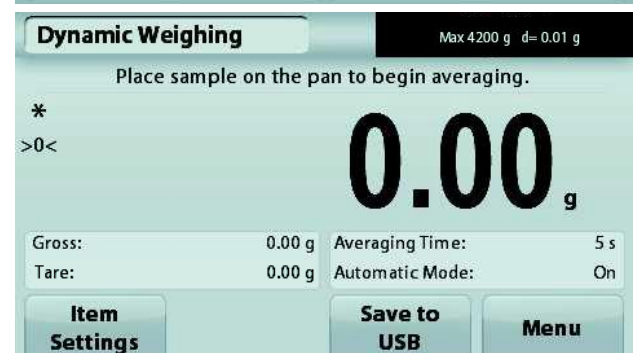 Dynamic Weighing
Max 4200 g d= 0.01 g
Place sample on the pan to begin averaging.
*
>0<
0.00 g
Gross: 0.00 g Averaging Time: 5 s
Tare: 0.00 g Automatic Mode: On
Item Settings
Save to USB
Menu